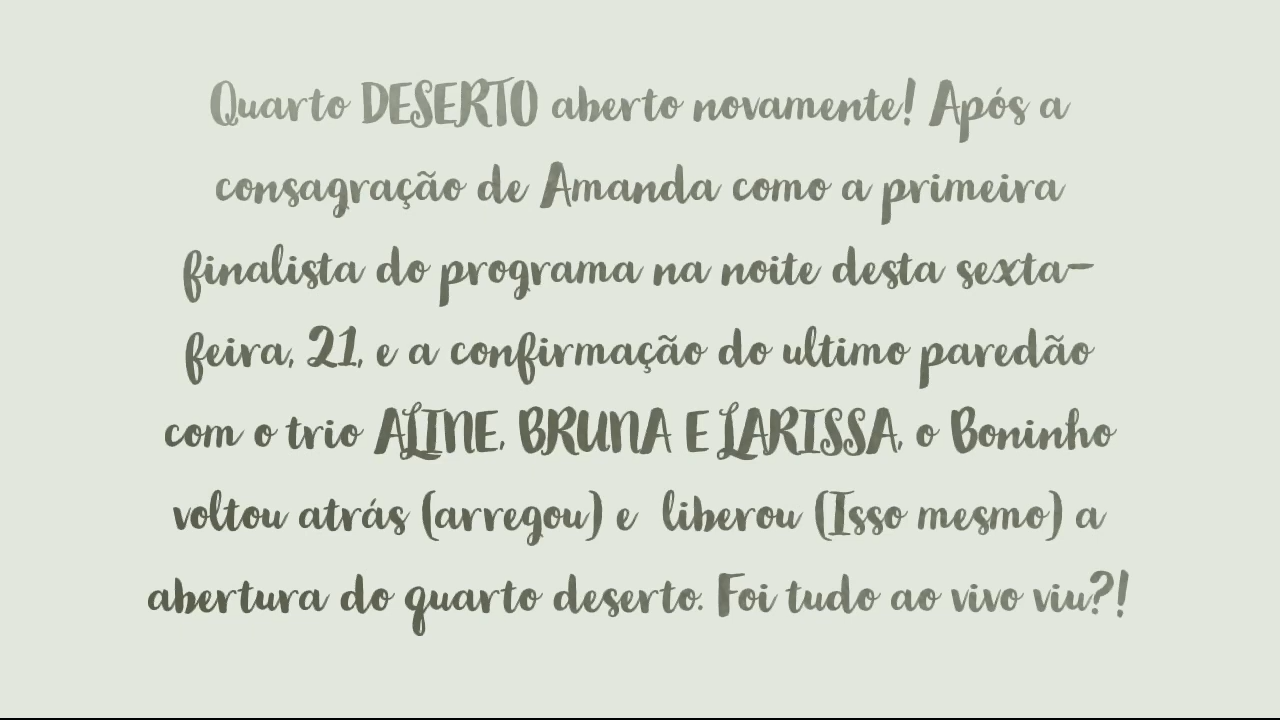 Quarto DESERTO aberto novamente! Após a
consagração de Amanda como a primeira
finalista do programa na noite desta sexta-
feira, 21, e a confirmação do ultimo paredão
com o trio ALINE, BRUNA E LARISSA, o Boninho
voltou atrás (arregou) e  liberou (Isso mesmo) a
abertura do quarto deserto. Foi tudo ao vivo viu?!